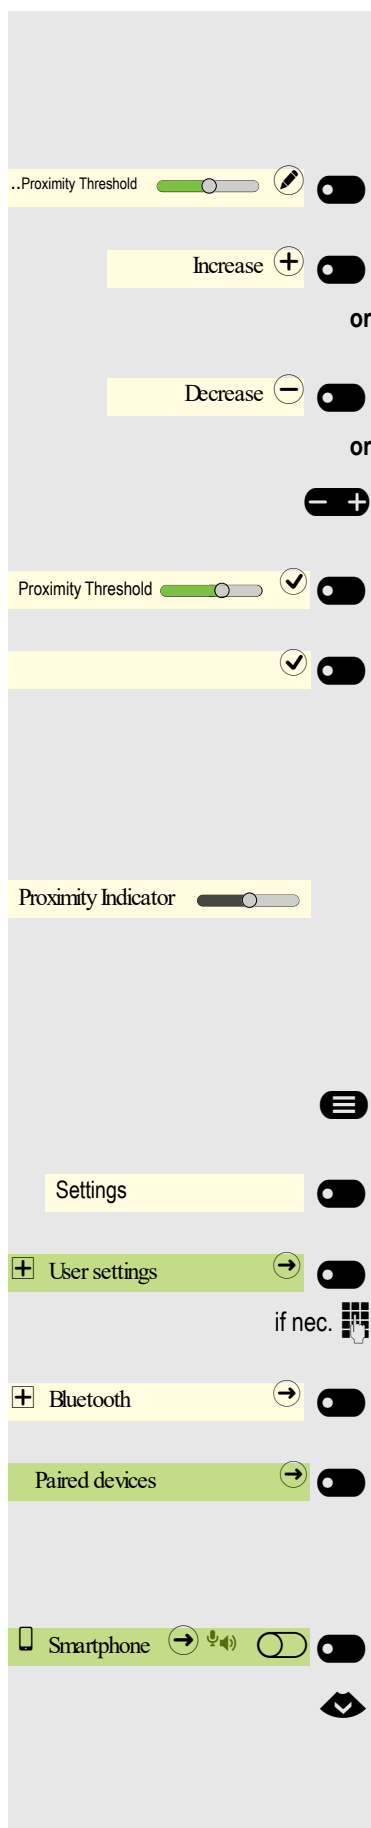 ..Proximity Threshold
Increase
or
Decrease
or
Proximity Threshold
Proximity Indicator
Settings
User settings
if nec.
Bluetooth
Paired devices
Smartphone